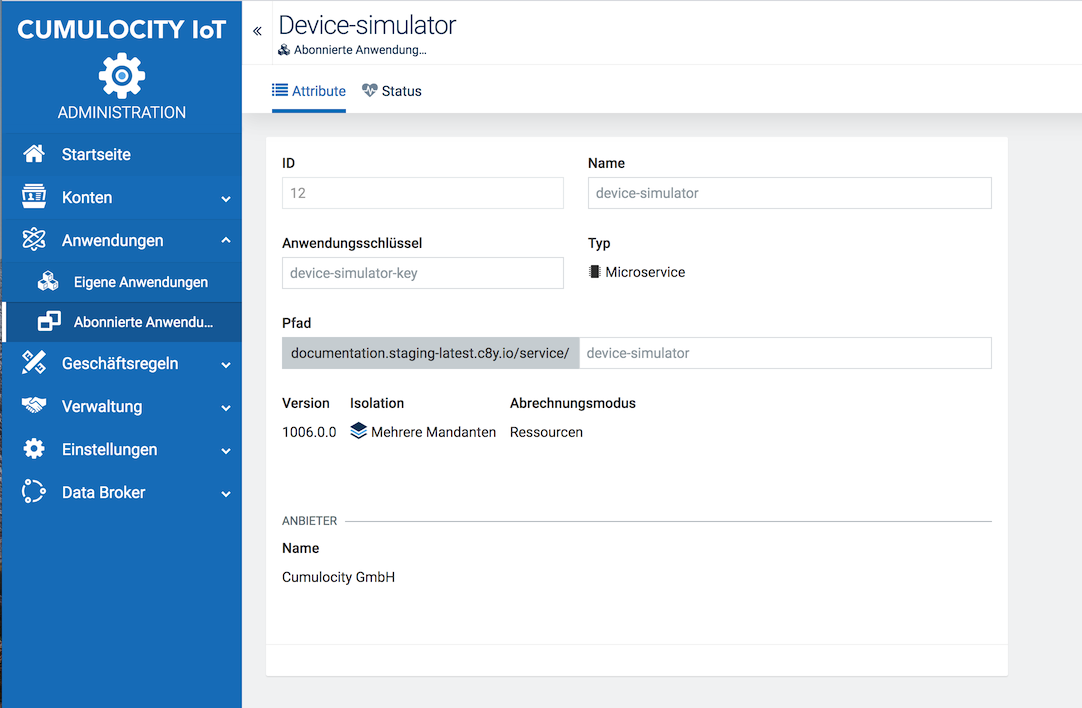 CUMULOCITY IoT
ADMINISTRATION
Startseite
Konten
Anwendungen
Eigene Anwendungen
Abonnierte Anwendu...
Geschäftsregeln
Verwaltung
Einstellungen
Data Broker
«
Device-simulator
Abonnierte Anwendung...
Attribute Status
ID Name
12 device-simulator
Anwendungsschlüssel Typ
device-simulator-key Microservice
Pfad
documentation.staging-latest.c8y.io/service/ device-simulator
Version Isolation Abrechnungsmodus
1006.0.0 Mehrere Mandanten Ressourcen
ANBIETER
Name
Cumulocity GmbH